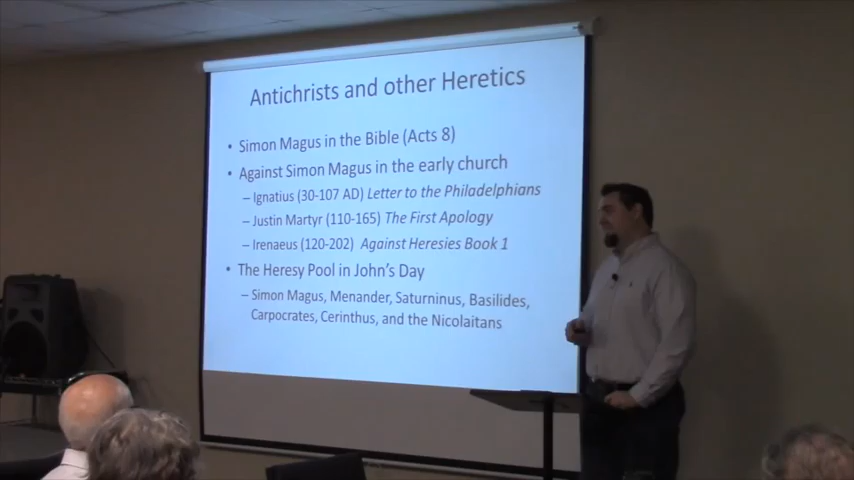 Antichrists and other Heretics
• Simon Magus in the Bible (Acts 8)
• Against Simon Magus in the early church
– Ignatius (30-107 AD) Letter to the Philadelphians
– Justin Martyr (110-165) The First Apology
– Irenaeus (120-202) Against Heresies Book 1
• The Heresy Pool in John's Day
– Simon Magus, Menander, Saturninus, Basilides,
Carpocrates, Cerinthus, and the Nicolaitans